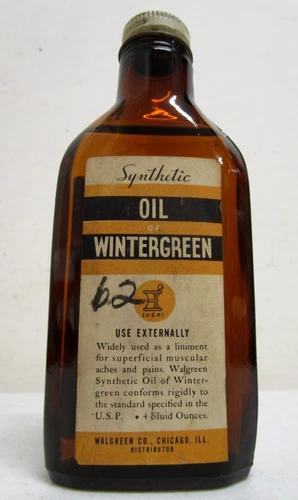 Synthetic
OIL
OF
WINTERGREEN
62
(U·S·P)
USE EXTERNALLY
Widely used as a liniment
for superficial muscular
aches and pains. Walgreen
Synthetic Oil of Winter-
green conforms rigidly to
the standard specified in the
U.S.P. • 4 Fluid Ounces.
WALGREEN CO., CHICAGO, ILL.
DISTRIBUTOR